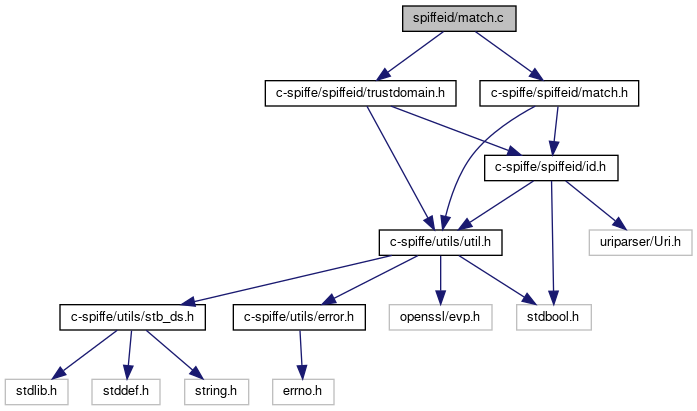 spiffeid/match.c
c-spiffe/spiffeid/trustdomain.h
c-spiffe/spiffeid/match.h
c-spiffe/spiffeid/id.h
c-spiffe/utils/util.h
uriparser/Uri.h
c-spiffe/utils/stb_ds.h
c-spiffe/utils/error.h
openssl/evp.h
stdbool.h
stdlib.h
stddef.h
string.h
errno.h